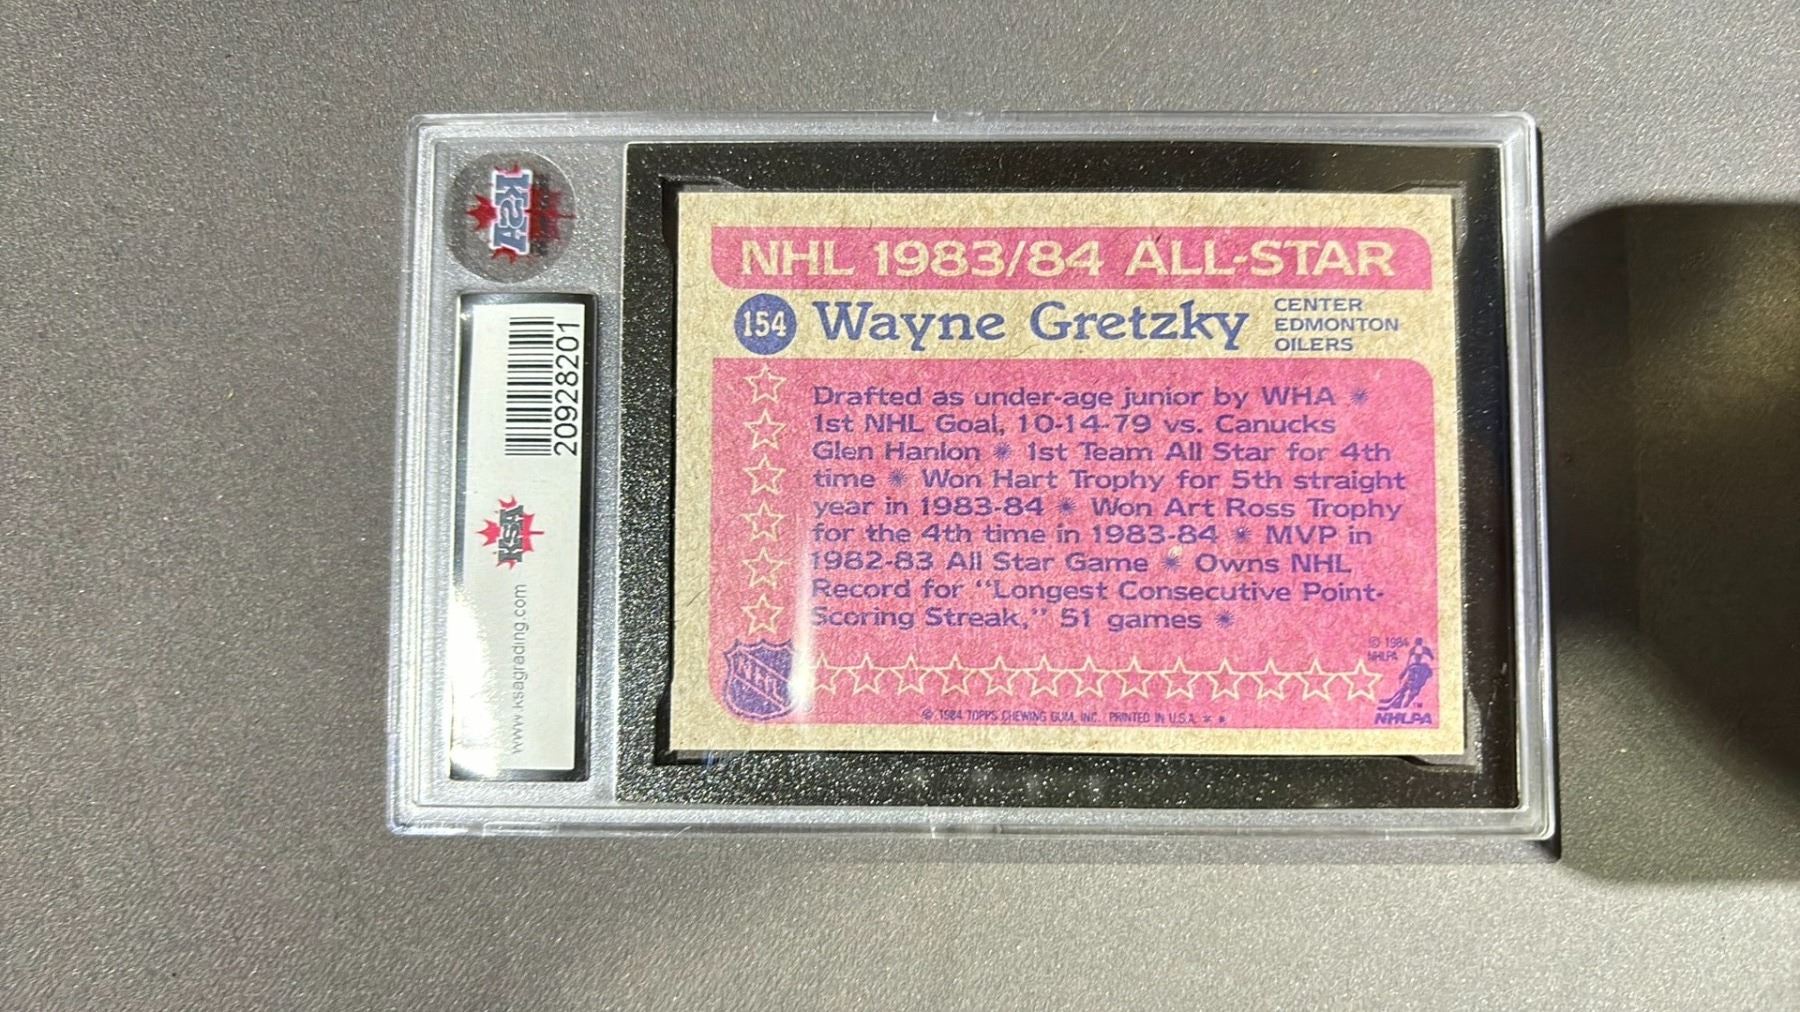 KSA
20928201
KSA
www.ksagrading.com
NHL 1983/84 ALL-STAR
154 Wayne Gretzky
CENTER
EDMONTON
OILERS
Drafted as under-age junior by WHA ✷
1st NHL Goal, 10-14-79 vs. Canucks
Glen Hanlon ✷ 1st Team All Star for 4th
time ✷ Won Hart Trophy for 5th straight
year in 1983-84 ✷ Won Art Ross Trophy
for the 4th time in 1983-84 ✷ MVP in
1982-83 All Star Game ✷ Owns NHL
Record for “Longest Consecutive Point-
Scoring Streak,” 51 games ✷
© 1984
NHLPA
NHL
© 1984 TOPPS CHEWING GUM, INC. PRINTED IN U.S.A. * *
TM
NHLPA